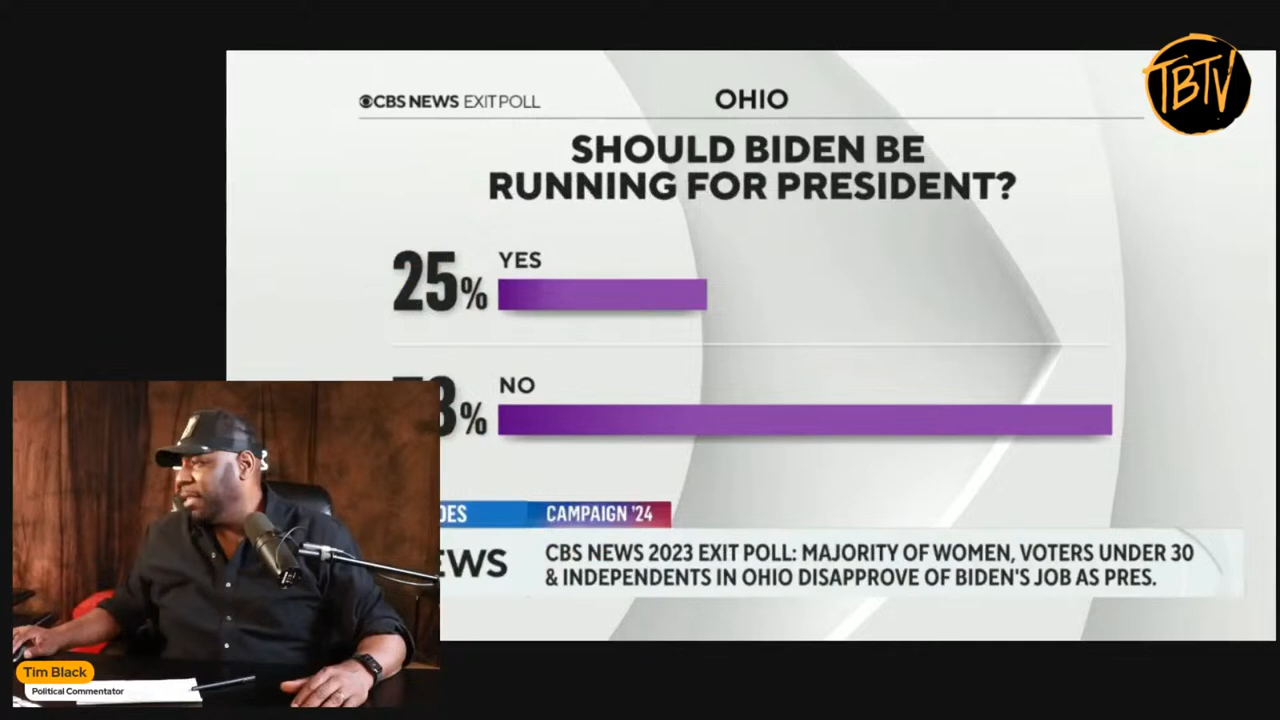 TBTV
CBS NEWS EXIT POLL
OHIO
SHOULD BIDEN BE
RUNNING FOR PRESIDENT?
25%
YES
NO
%
CAMPAIGN '24
CBS NEWS 2023 EXIT POLL: MAJORITY OF WOMEN, VOTERS UNDER 30
& INDEPENDENTS IN OHIO DISAPPROVE OF BIDEN'S JOB AS PRES.
Tim Black
Political Commentator